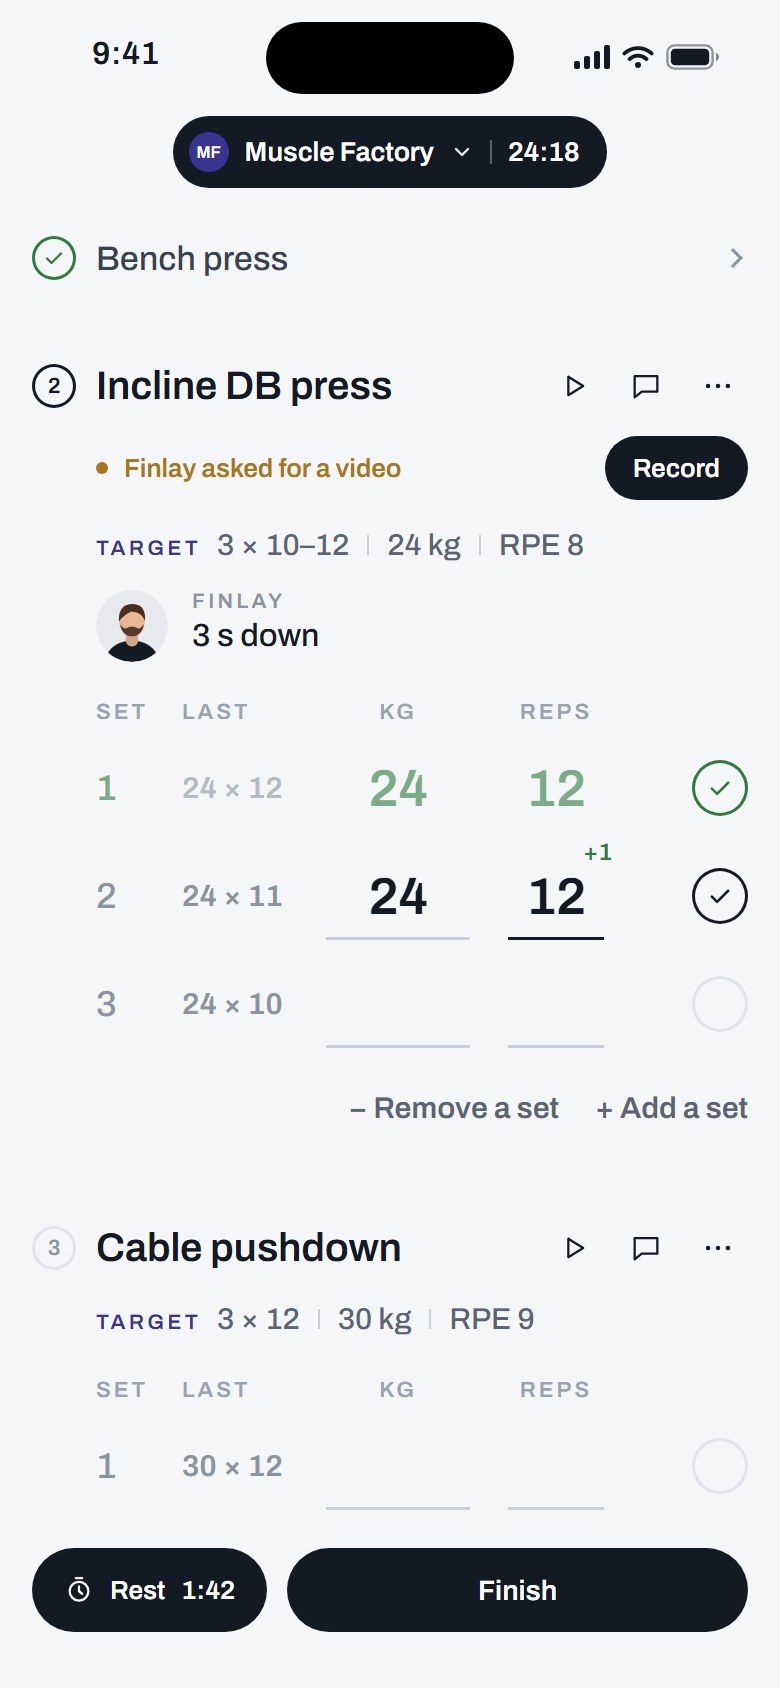 9:41
MF Muscle Factory 24:18
Bench press
2 Incline DB press
Finlay asked for a video Record
TARGET 3 × 10–12 24 kg RPE 8
FINLAY
3 s down
SET LAST KG REPS
1 24 × 12 24 12
+1
2 24 × 11 24 12
3 24 × 10
– Remove a set + Add a set
3 Cable pushdown
TARGET 3 × 12 30 kg RPE 9
SET LAST KG REPS
1 30 × 12
Rest 1:42 Finish